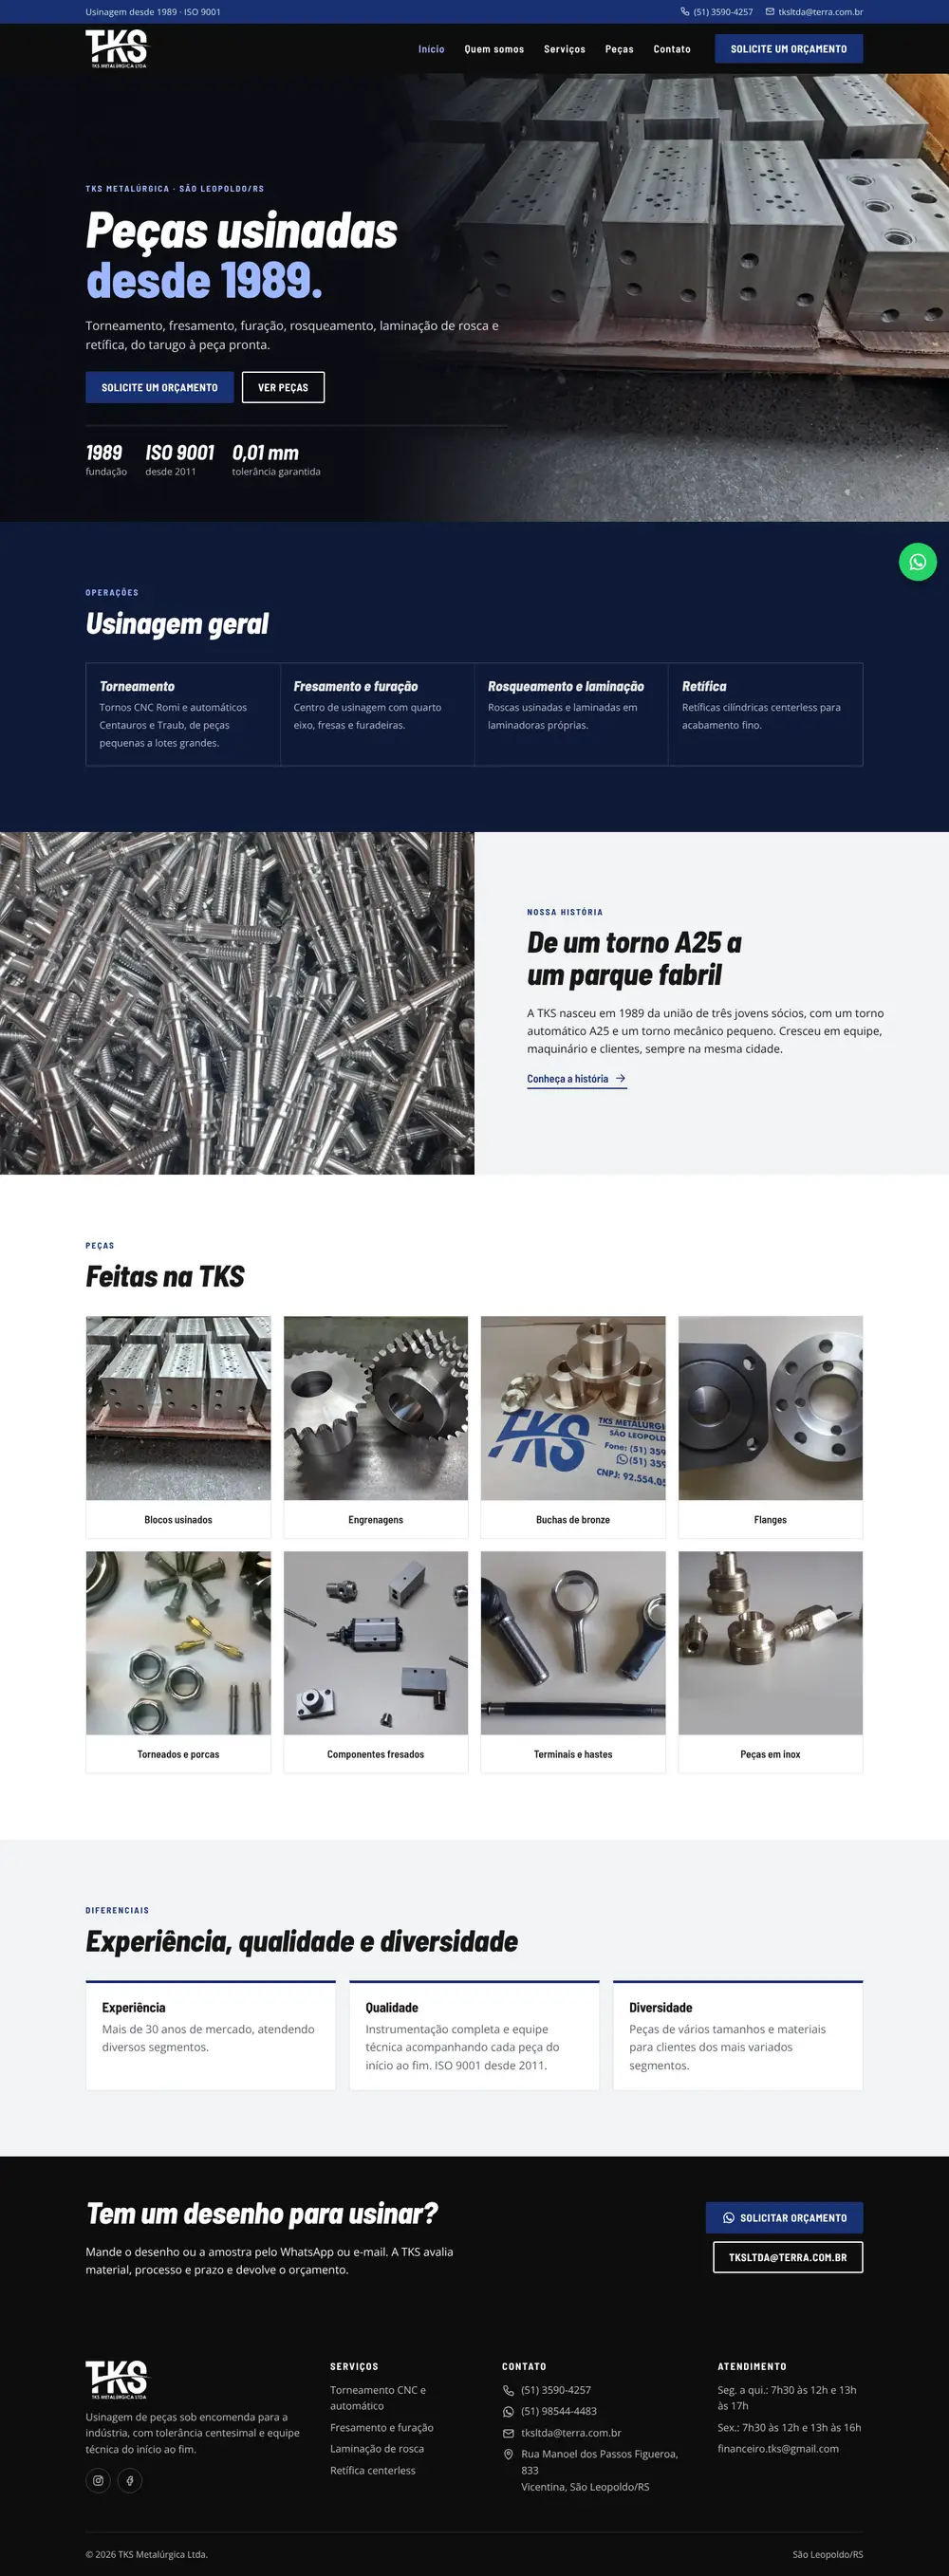 Usinagem desde 1989 · ISO 9001
(51) 3590-4257
tksltda@terra.com.br
TKS
TKS METALÚRGICA LTDA
Início
Quem somos
Serviços
Peças
Contato
SOLICITE UM ORÇAMENTO
TKS METALÚRGICA · SÃO LEOPOLDO/RS
Peças usinadas
desde 1989.
Torneamento, fresamento, furação, rosqueamento, laminação de rosca e
retífica, do tarugo à peça pronta.
SOLICITE UM ORÇAMENTO
VER PEÇAS
1989
fundação
ISO 9001
desde 2011
0,01 mm
tolerância garantida
OPERAÇÕES
Usinagem geral
Torneamento
Tornos CNC Romi e automáticos
Centauros e Traub, de peças
pequenas a lotes grandes.
Fresamento e furação
Centro de usinagem com quarto
eixo, fresas e furadeiras.
Rosqueamento e laminação
Roscas usinadas e laminadas em
laminadoras próprias.
Retífica
Retíficas cilíndricas centerless para
acabamento fino.
NOSSA HISTÓRIA
De um torno A25 a
um parque fabril
A TKS nasceu em 1989 da união de três jovens sócios, com um torno
automático A25 e um torno mecânico pequeno. Cresceu em equipe,
maquinário e clientes, sempre na mesma cidade.
Conheça a história
PEÇAS
Feitas na TKS
TKS
TKS METALURGI
SÃO LEOPOLD
Fone: (51) 359
(51) 359
CNPJ: 92.554.05
Blocos usinados
Engrenagens
Buchas de bronze
Flanges
Torneados e porcas
Componentes fresados
Terminais e hastes
Peças em inox
DIFERENCIAIS
Experiência, qualidade e diversidade
Experiência
Mais de 30 anos de mercado, atendendo
diversos segmentos.
Qualidade
Instrumentação completa e equipe
técnica acompanhando cada peça do
início ao fim. ISO 9001 desde 2011.
Diversidade
Peças de vários tamanhos e materiais
para clientes dos mais variados
segmentos.
Tem um desenho para usinar?
Mande o desenho ou a amostra pelo WhatsApp ou e-mail. A TKS avalia
material, processo e prazo e devolve o orçamento.
SOLICITAR ORÇAMENTO
TKSLTDA@TERRA.COM.BR
TKS
TKS METALÚRGICA LTDA
Usinagem de peças sob encomenda para a
indústria, com tolerância centesimal e equipe
técnica do início ao fim.
SERVIÇOS
Torneamento CNC e
automático
Fresamento e furação
Laminação de rosca
Retífica centerless
CONTATO
(51) 3590-4257
(51) 98544-4483
tksltda@terra.com.br
Rua Manoel dos Passos Figueroa,
833
Vicentina, São Leopoldo/RS
ATENDIMENTO
Seg. a qui.: 7h30 às 12h e 13h
às 17h
Sex.: 7h30 às 12h e 13h às 16h
financeiro.tks@gmail.com
© 2026 TKS Metalúrgica Ltda.
São Leopoldo/RS